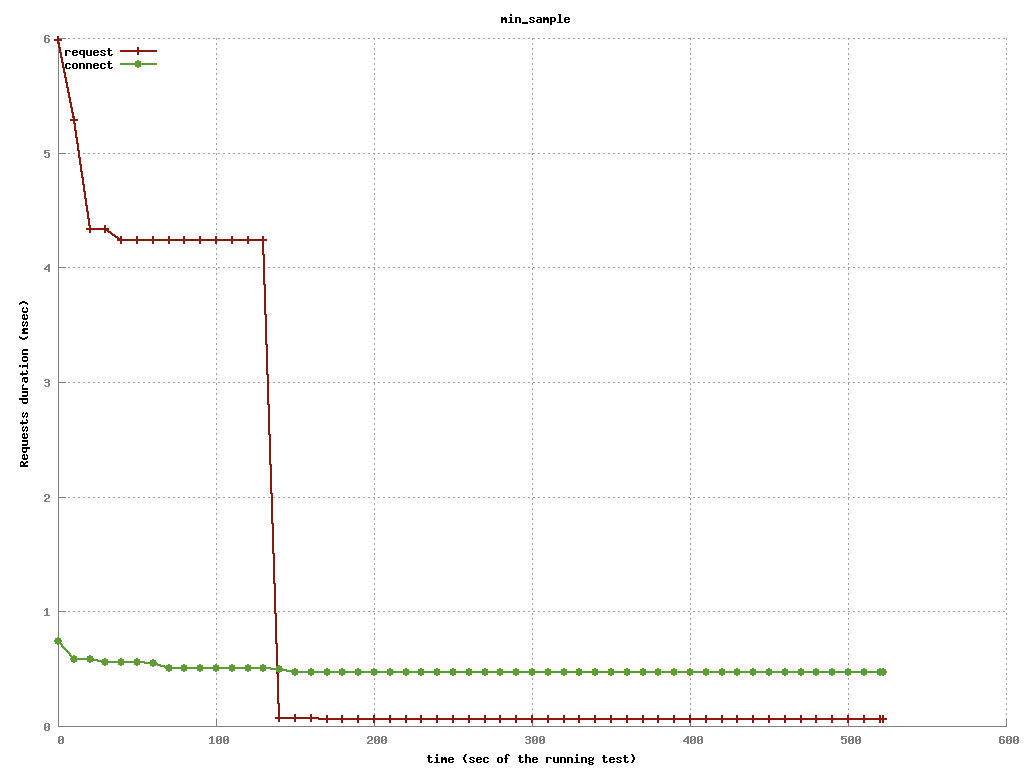 min_sample
request
connect
6
5
4
3
2
1
0
Requests duration (msec)
0 100 200 300 400 500 600
time (sec of the running test)